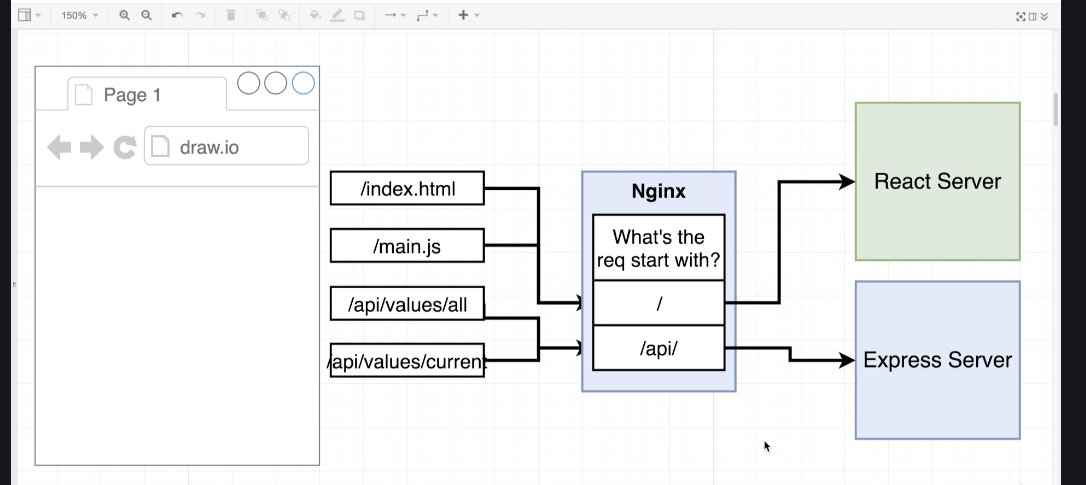 150%
Page 1
draw.io
/index.html
/main.js
/api/values/all
/api/values/current
Nginx
What's the
req start with?
/
/api/
React Server
Express Server